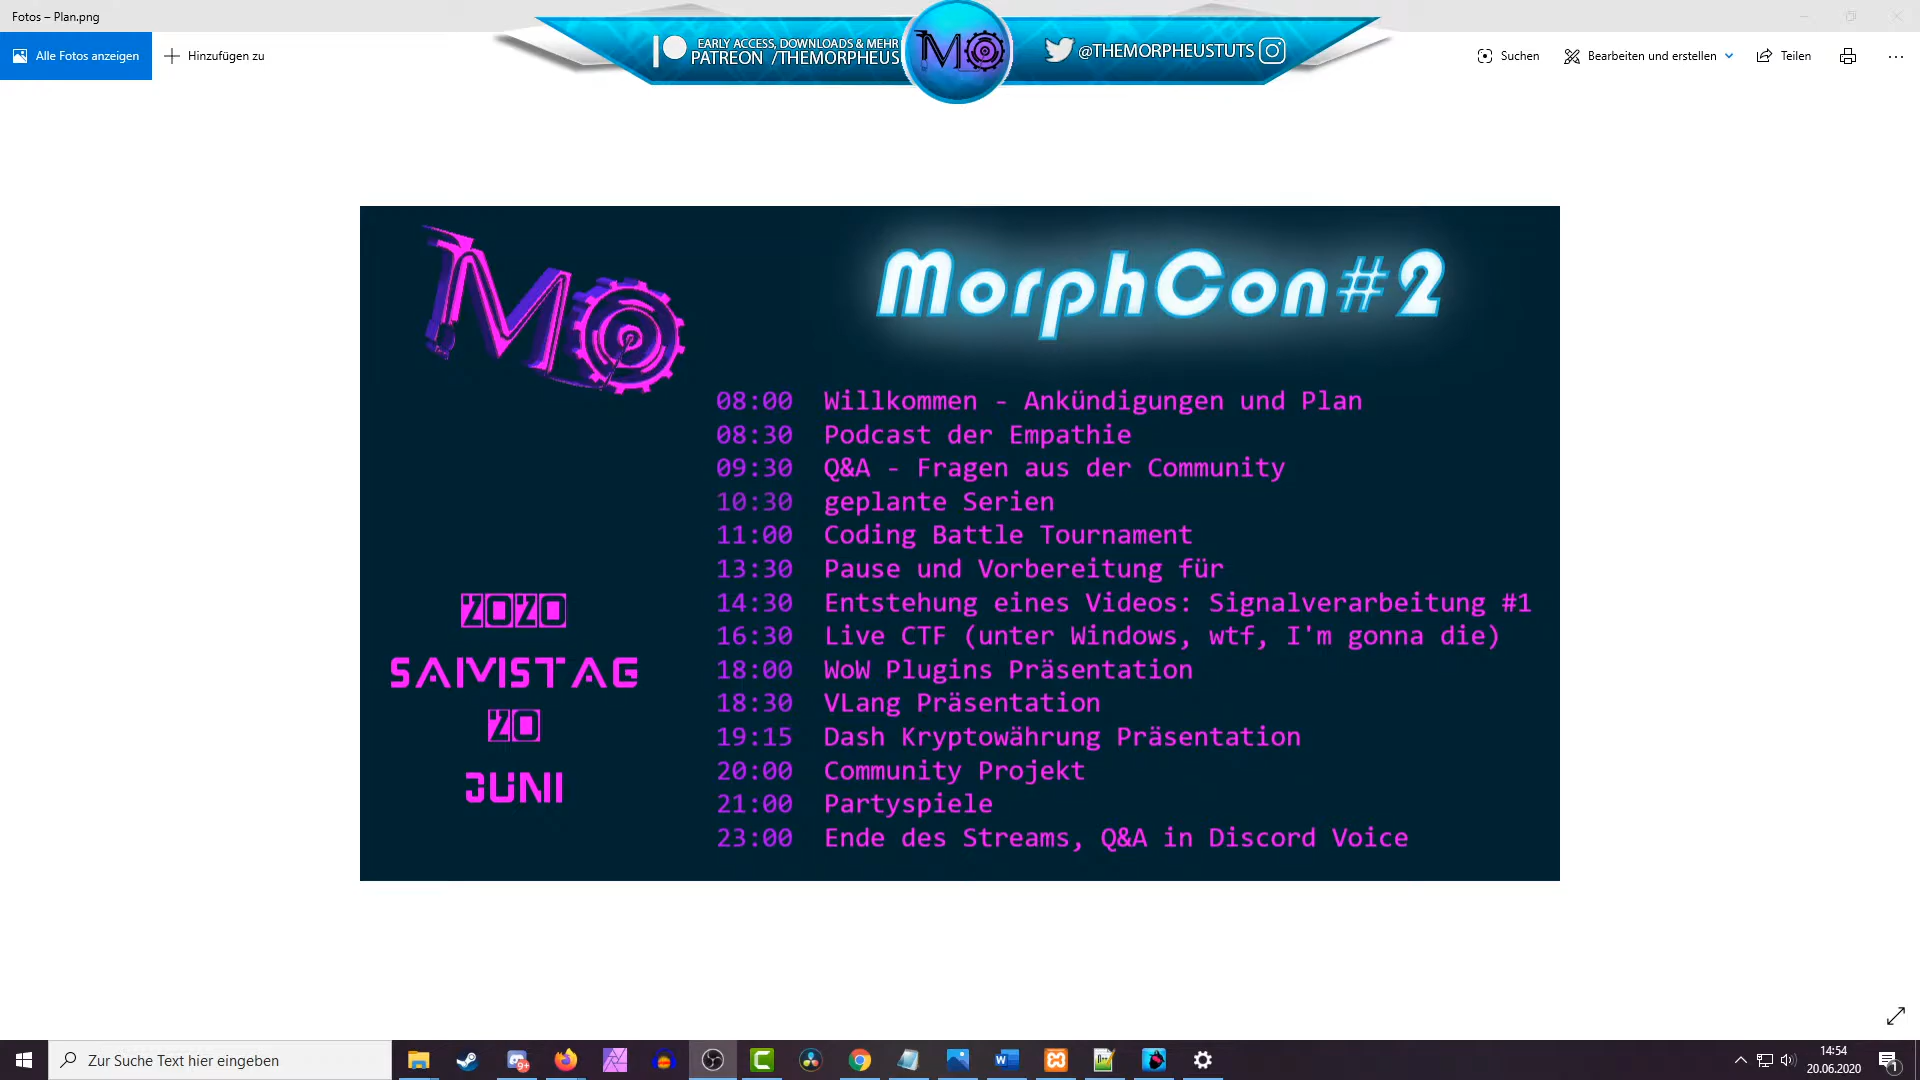 Fotos – Plan.png
EARLY ACCESS, DOWNLOADS & MEHR
PATREON /THEMORPHEUS
MO
@THEMORPHEUSTUTS
Alle Fotos anzeigen
Hinzufügen zu
Suchen
Bearbeiten und erstellen
Teilen
MO
MorphCon#2
08:00 Willkommen - Ankündigungen und Plan
08:30 Podcast der Empathie
09:30 Q&A - Fragen aus der Community
10:30 geplante Serien
11:00 Coding Battle Tournament
13:30 Pause und Vorbereitung für
14:30 Entstehung eines Videos: Signalverarbeitung #1
16:30 Live CTF (unter Windows, wtf, I'm gonna die)
18:00 WoW Plugins Präsentation
18:30 VLang Präsentation
19:15 Dash Kryptowährung Präsentation
20:00 Community Projekt
21:00 Partyspiele
23:00 Ende des Streams, Q&A in Discord Voice
2020
SAMSTAG
20
JUNI
Zur Suche Text hier eingeben
14:54
20.06.2020